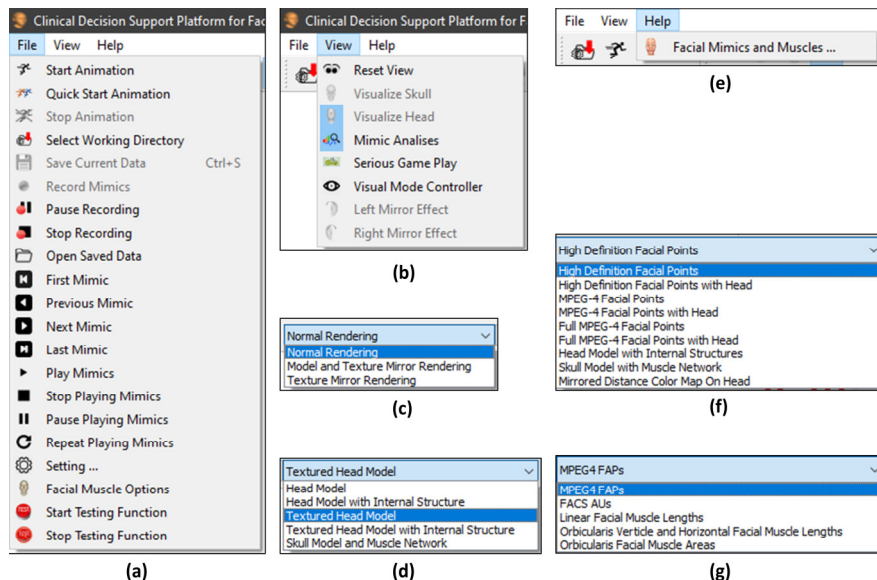 Clinical Decision Support Platform for Fac
File View Help
Start Animation
Quick Start Animation
Stop Animation
Select Working Directory
Save Current Data Ctrl+S
Record Mimics
Pause Recording
Stop Recording
Open Saved Data
First Mimic
Previous Mimic
Next Mimic
Last Mimic
Play Mimics
Stop Playing Mimics
Pause Playing Mimics
Repeat Playing Mimics
Setting ...
Facial Muscle Options
Start Testing Function
Stop Testing Function
(a)
Clinical Decision Support Platform for F
File View Help
Reset View
Visualize Skull
Visualize Head
Mimic Analises
Serious Game Play
Visual Mode Controller
Left Mirror Effect
Right Mirror Effect
(b)
Normal Rendering
Normal Rendering
Model and Texture Mirror Rendering
Texture Mirror Rendering
(c)
Textured Head Model
Head Model
Head Model with Internal Structure
Textured Head Model
Textured Head Model with Internal Structure
Skull Model and Muscle Network
(d)
File View Help
Facial Mimics and Muscles ...
(e)
High Definition Facial Points
High Definition Facial Points
High Definition Facial Points with Head
MPEG-4 Facial Points
MPEG-4 Facial Points with Head
Full MPEG-4 Facial Points
Full MPEG-4 Facial Points with Head
Head Model with Internal Structures
Skull Model with Muscle Network
Mirrored Distance Color Map On Head
(f)
MPEG4 FAPs
MPEG4 FAPs
FACS AUs
Linear Facial Muscle Lengths
Orbicularis Verticle and Horizontal Facial Muscle Lengths
Orbicularis Facial Muscle Areas
(g)